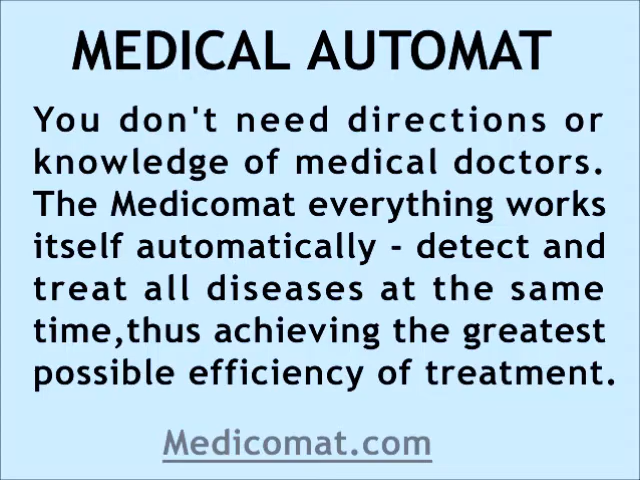 MEDICAL AUTOMAT
You don't need directions or
knowledge of medical doctors.
The Medicomat everything works
itself automatically - detect and
treat all diseases at the same
time,thus achieving the greatest
possible efficiency of treatment.
Medicomat.com